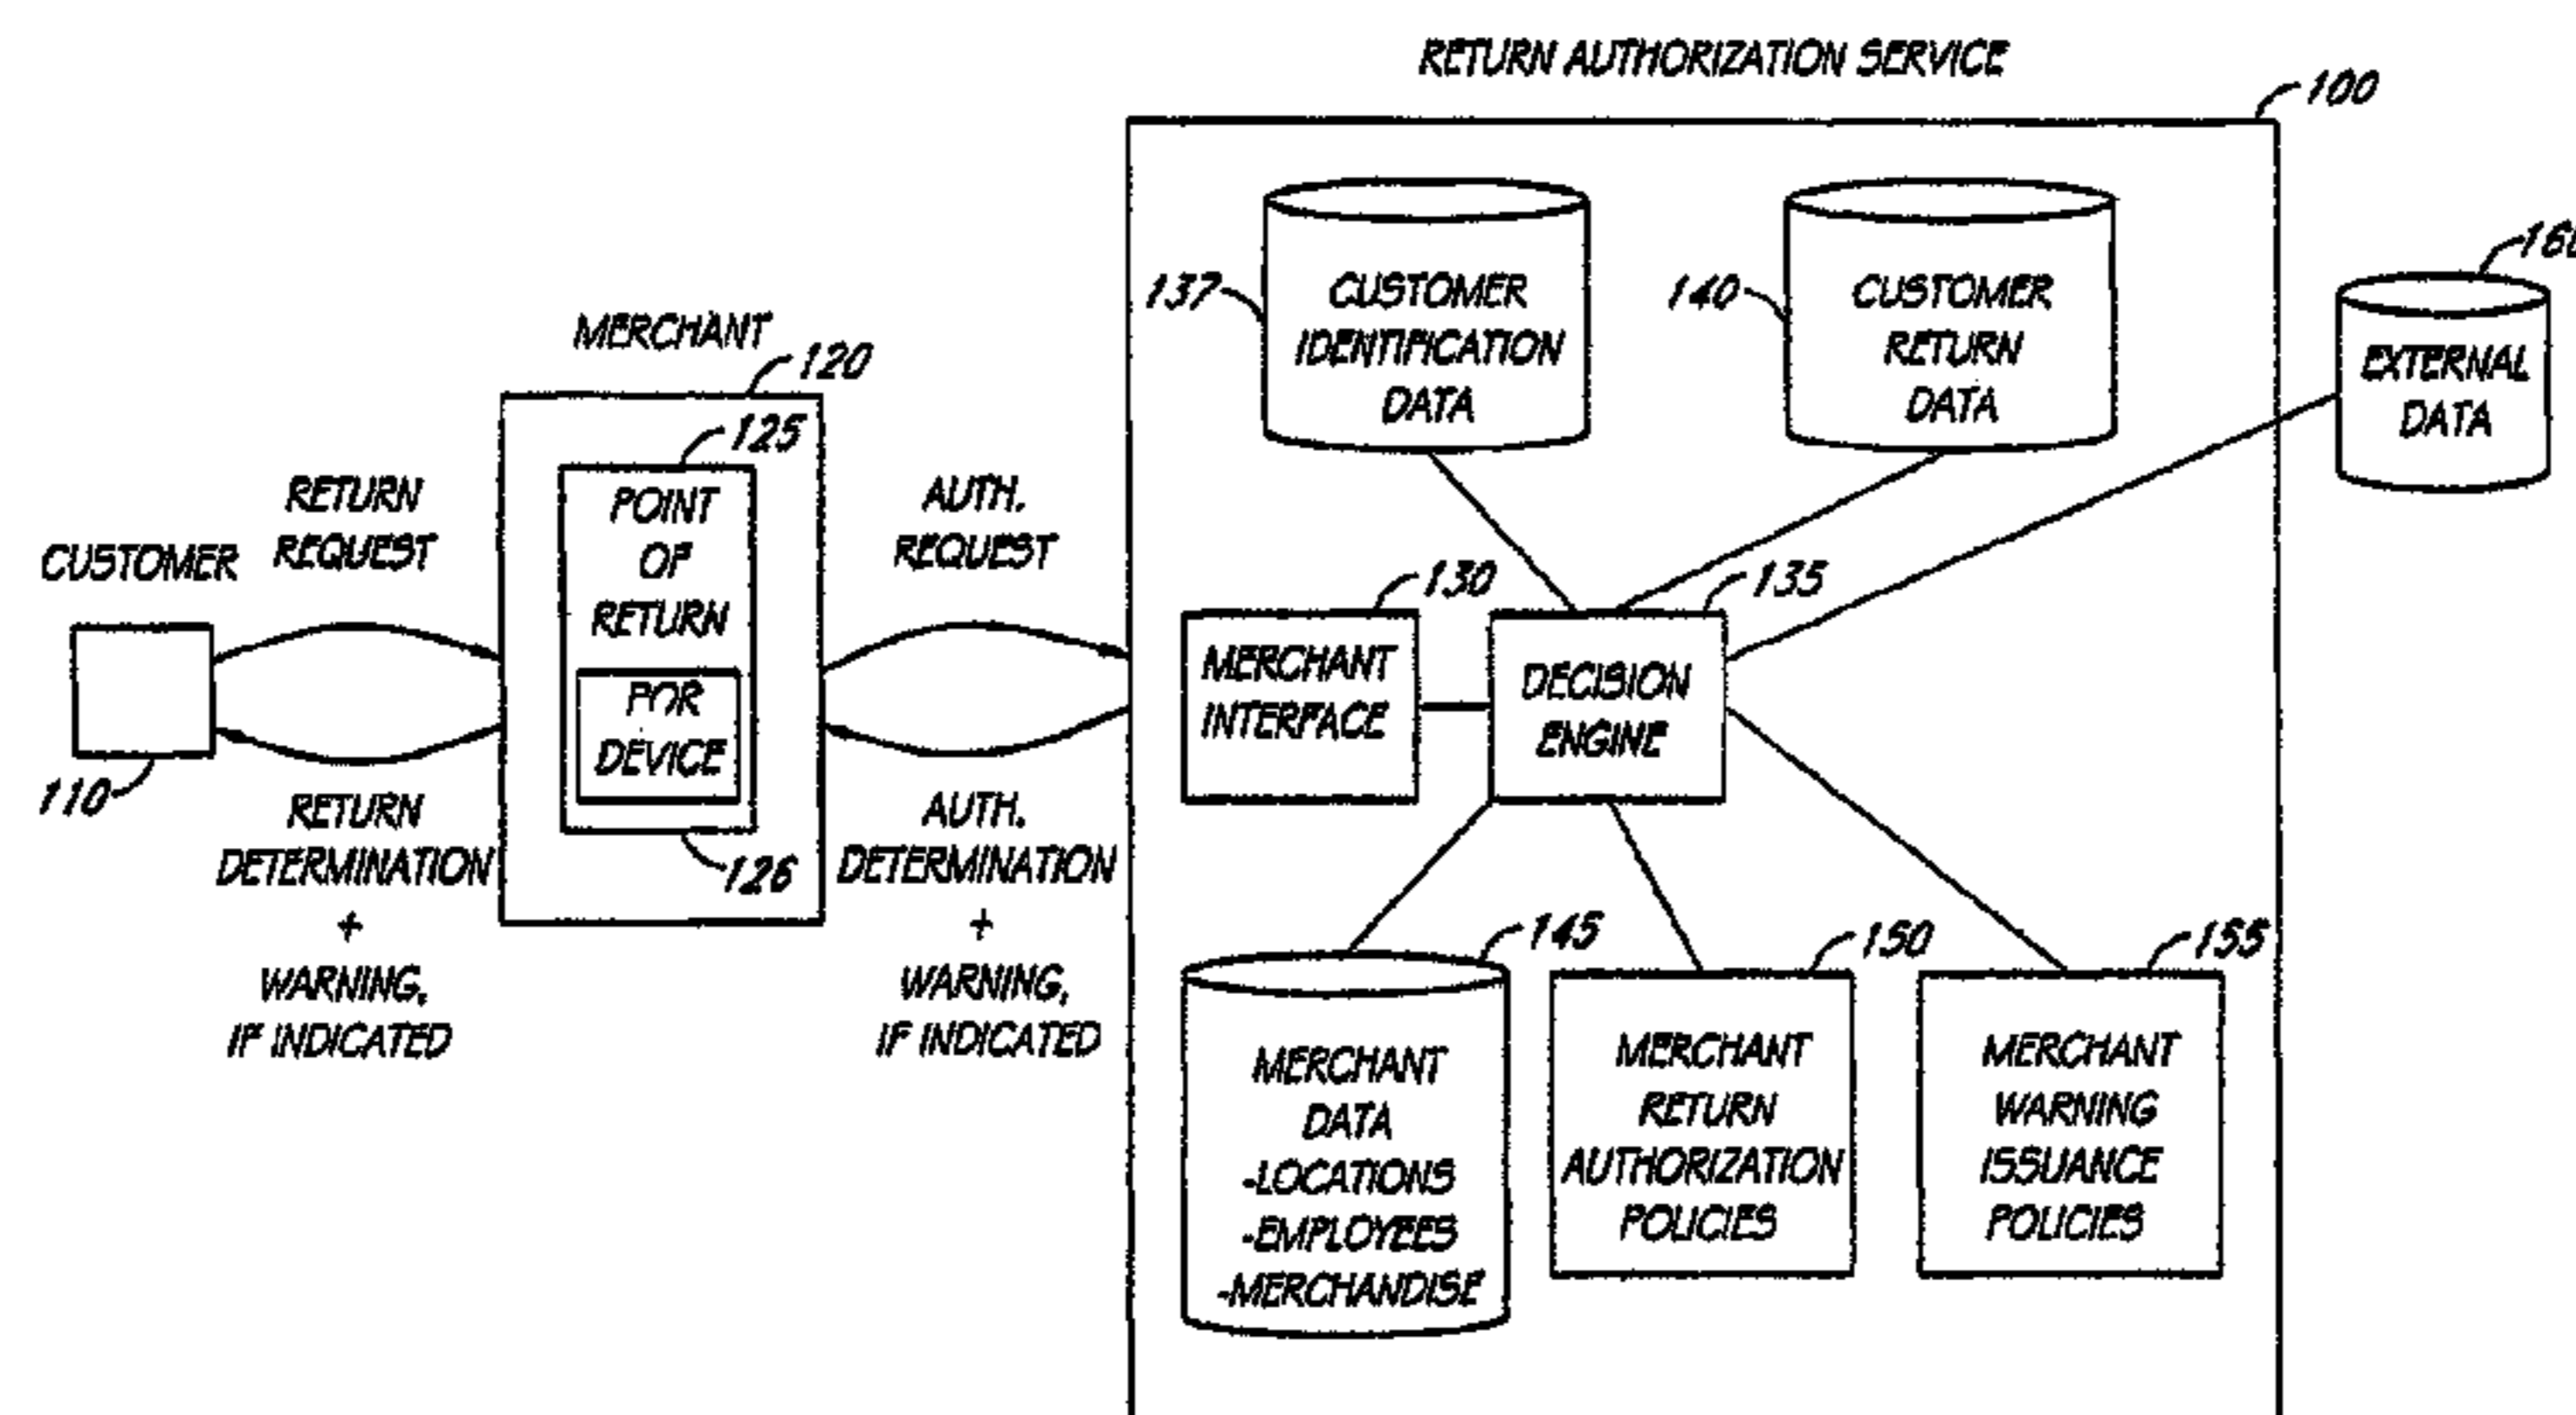 RETURN AUTHORIZATION SERVICE
100
137
CUSTOMER
IDENTIFICATION
DATA
140
CUSTOMER
RETURN
DATA
EXTERNAL
DATA
MERCHANT
120
125
POINT
OF
RETURN
POR
DEVICE
126
CUSTOMER
110
RETURN
REQUEST
RETURN
DETERMINATION
+
WARNING,
IF INDICATED
AUTH.
REQUEST
AUTH.
DETERMINATION
+
WARNING,
IF INDICATED
130
MERCHANT
INTERFACE
135
DECISION
ENGINE
145
MERCHANT
DATA
-LOCATIONS
-EMPLOYEES
-MERCHANDISE
150
MERCHANT
RETURN
AUTHORIZATION
POLICIES
155
MERCHANT
WARNING
ISSUANCE
POLICIES